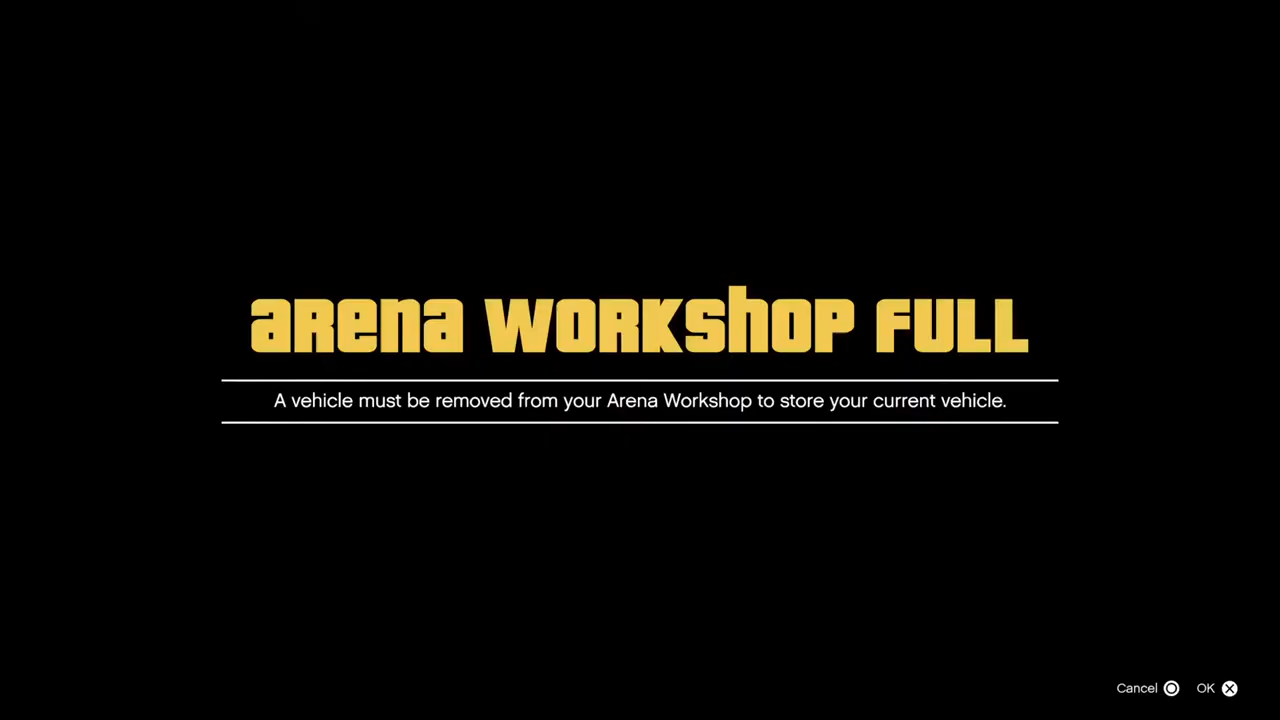 arena workshop full
A vehicle must be removed from your Arena Workshop to store your current vehicle.
Cancel OK